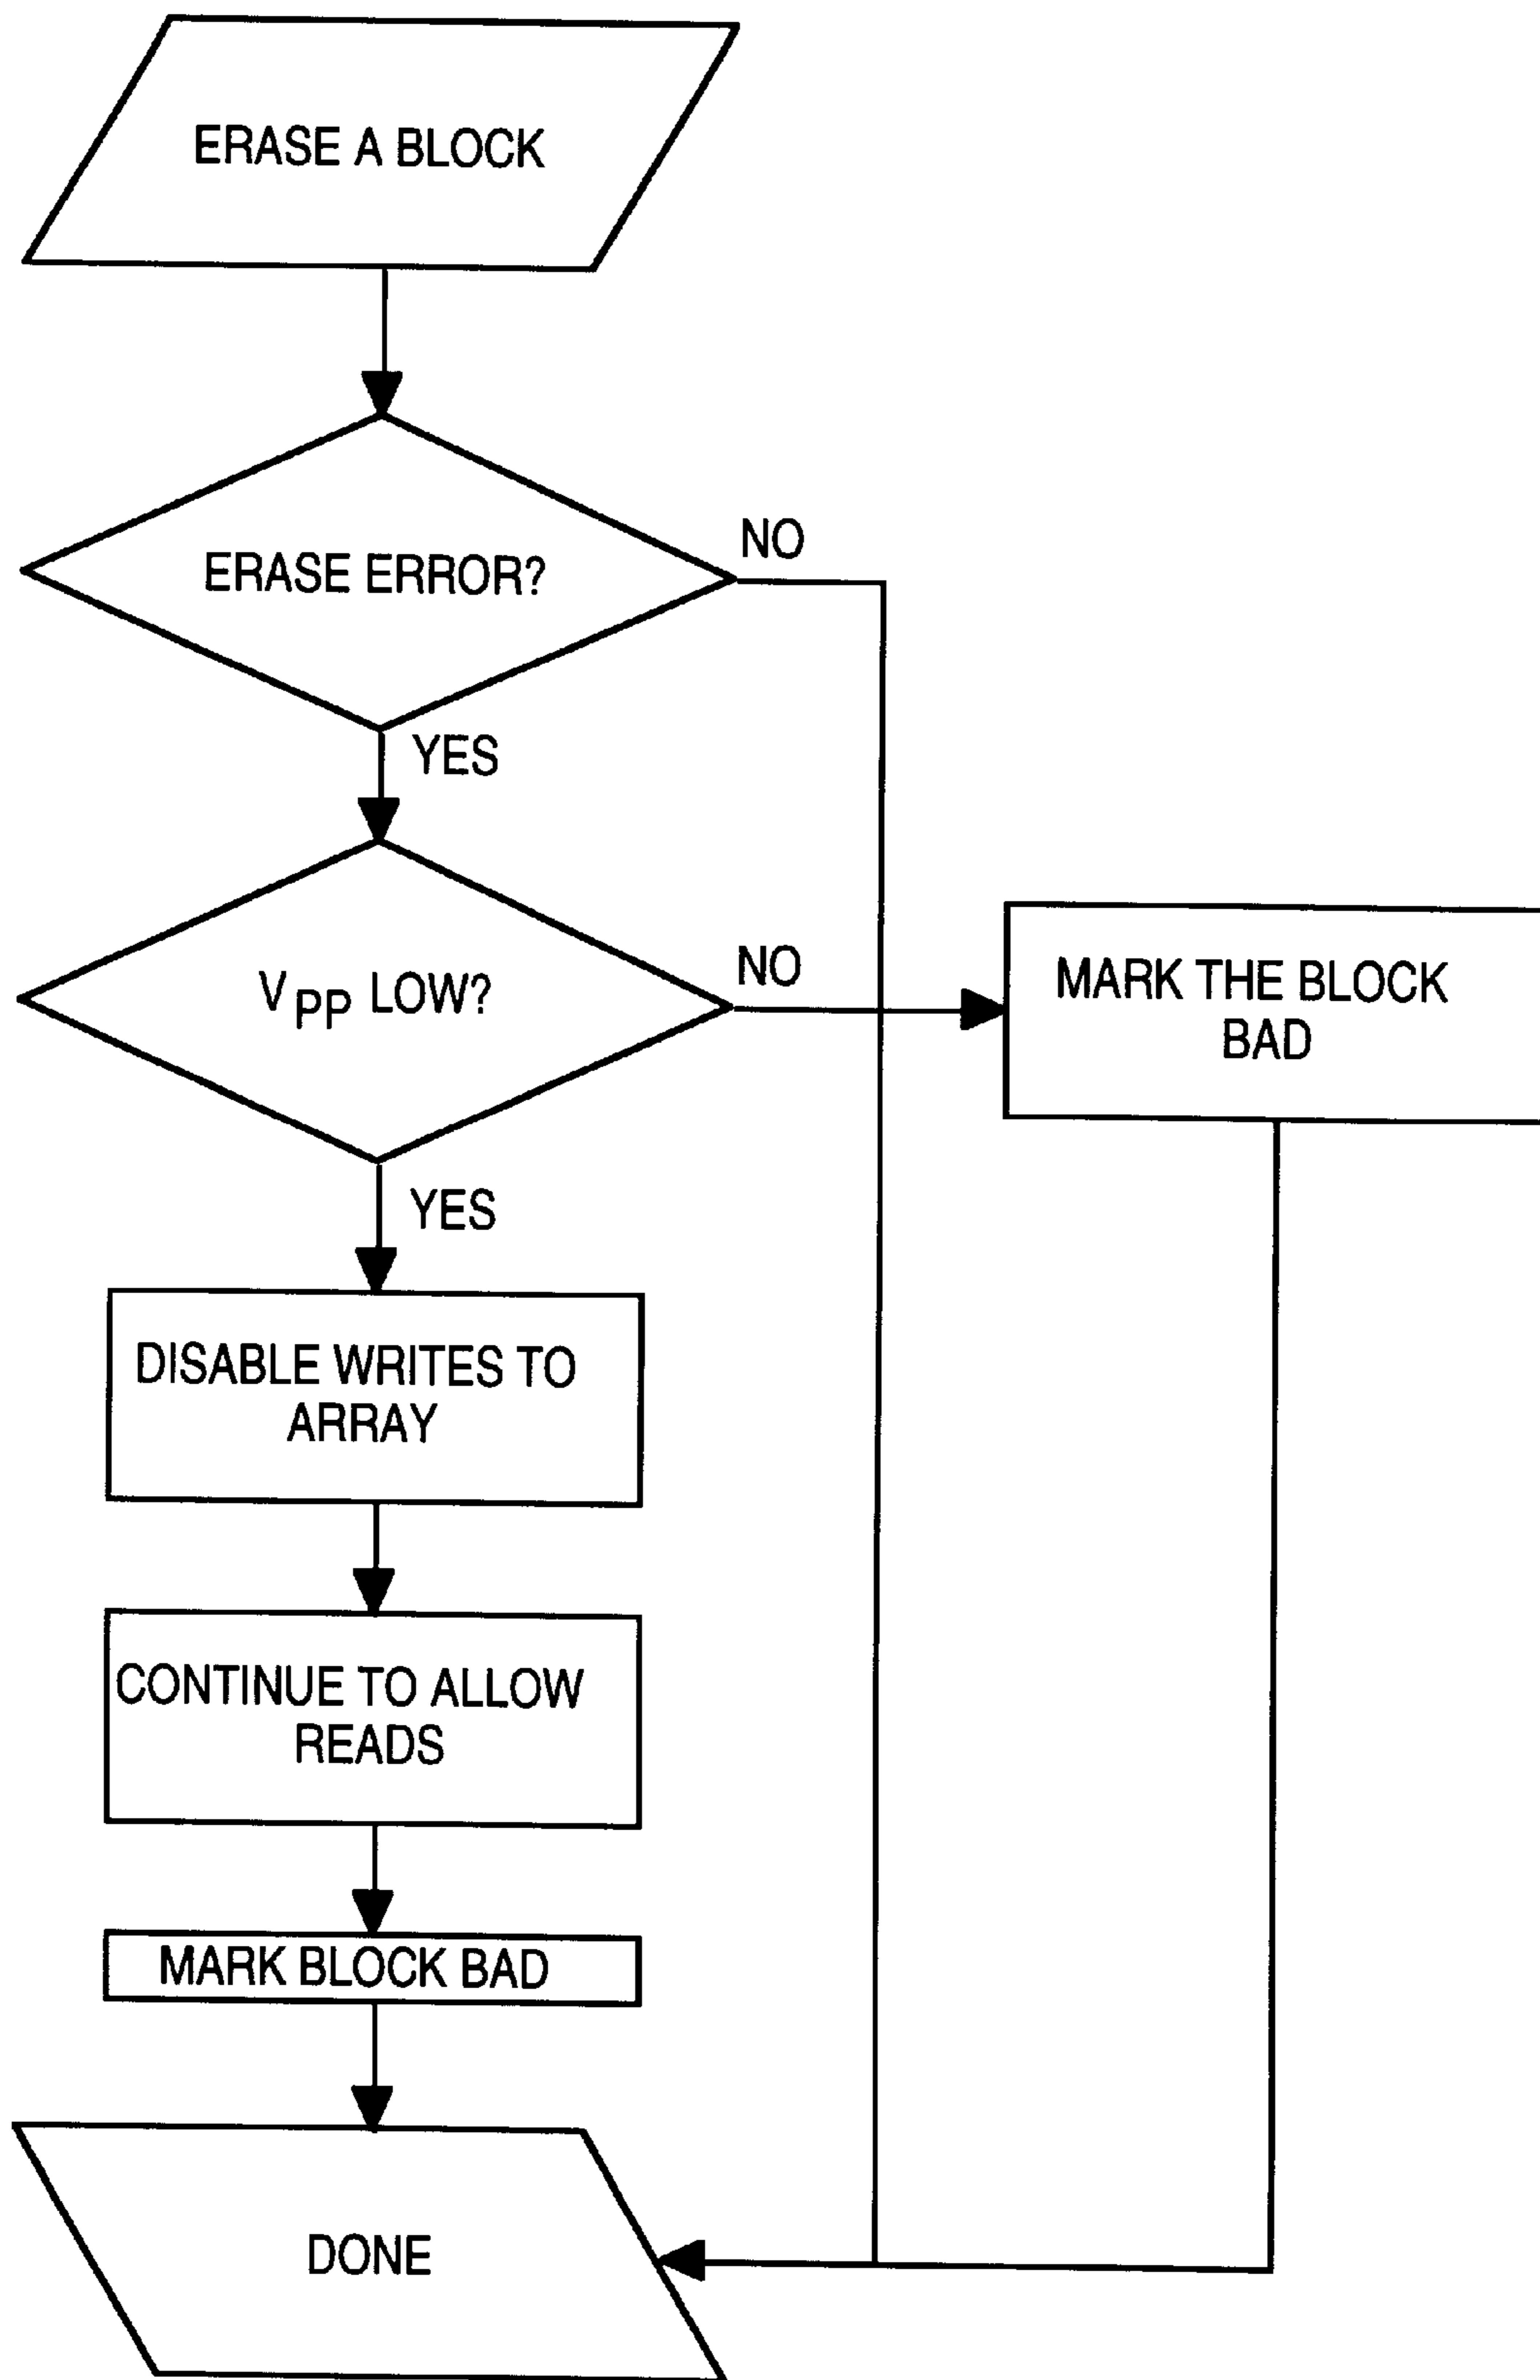 ERASE A BLOCK
ERASE ERROR?
NO
YES
VPP LOW?
NO
MARK THE BLOCK
BAD
YES
DISABLE WRITES TO
ARRAY
CONTINUE TO ALLOW
READS
MARK BLOCK BAD
DONE